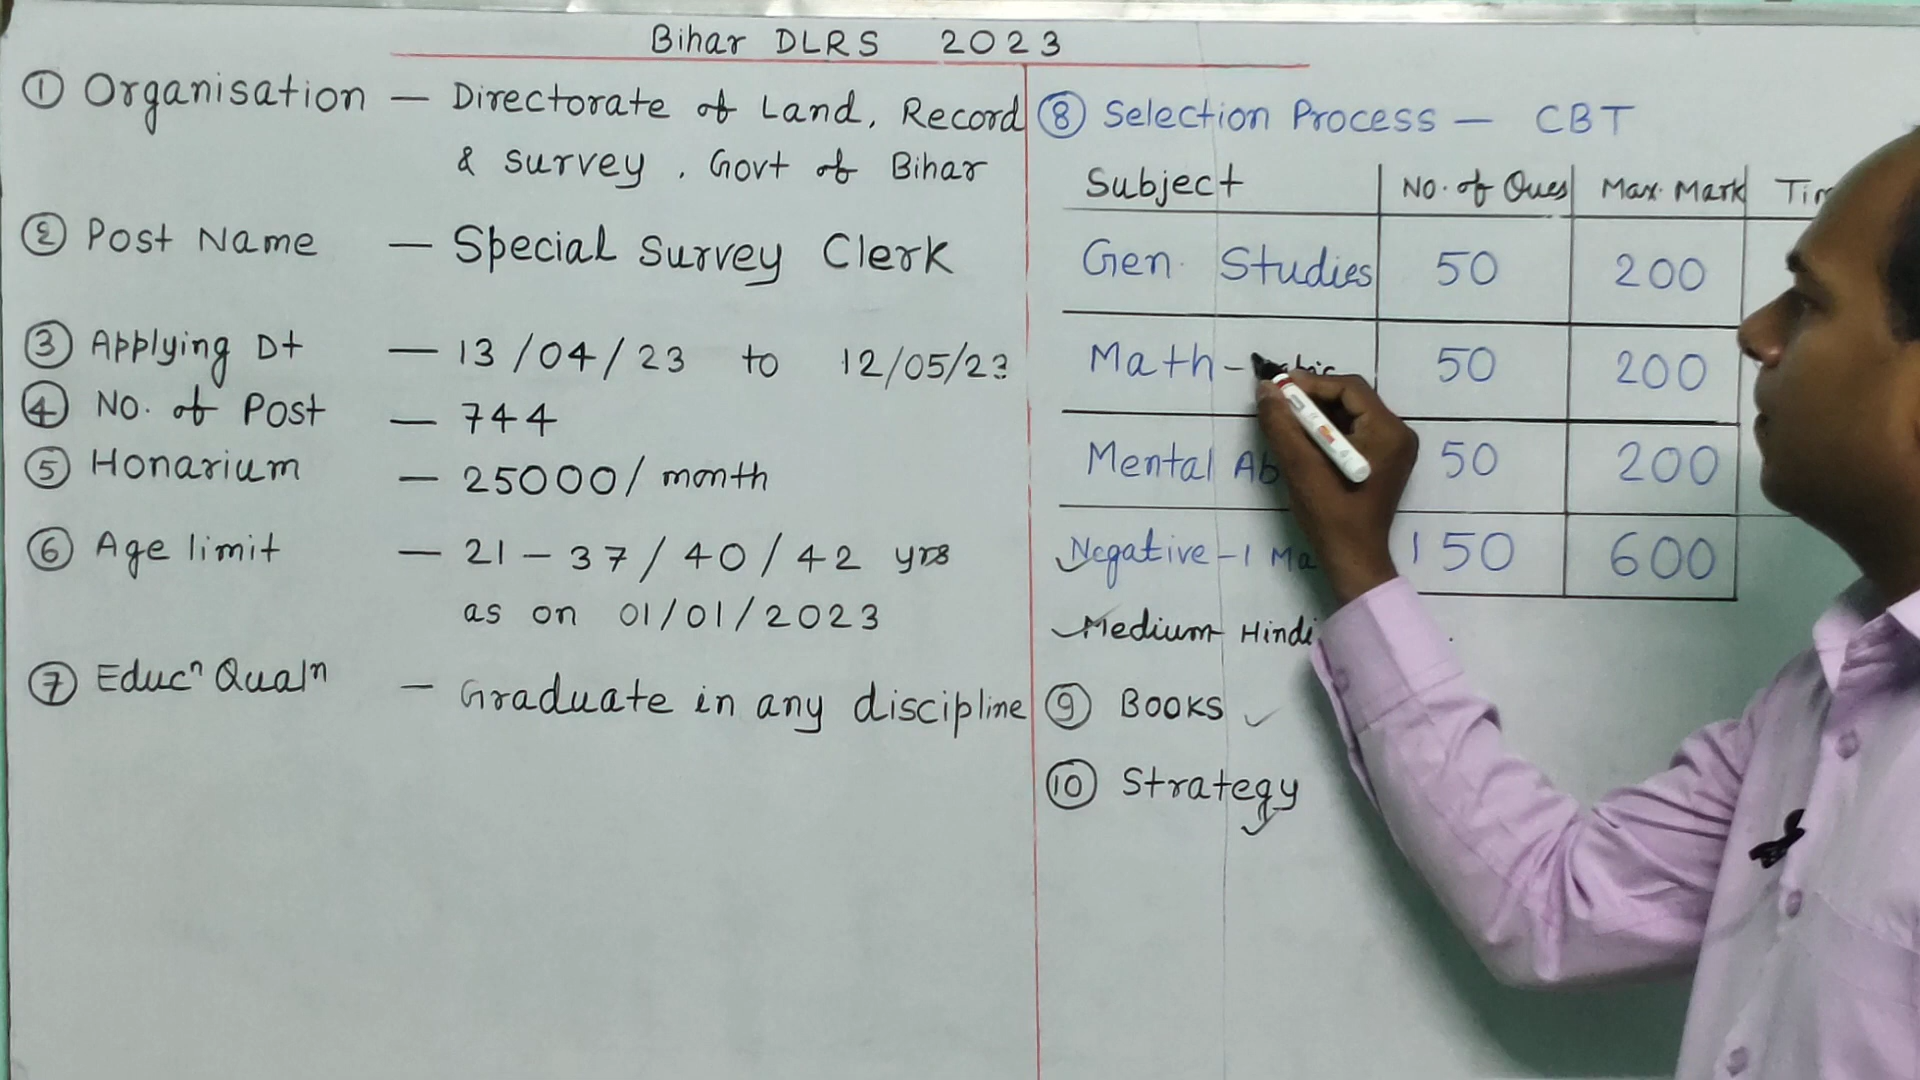 Bihar DLRS 2023
① Organisation — Directorate of Land, Record
& Survey, Govt of Bihar
② Post Name — Special Survey Clerk
③ Applying Dt — 13/04/23 to 12/05/23
④ No. of Post — 744
⑤ Honarium — 25000/month
⑥ Age limit — 21-37/40/42 yrs
as on 01/01/2023
⑦ Educⁿ Qualⁿ — Graduate in any discipline
⑧ Selection Process — CBT
Subject No. of Ques Max. Mark
Gen. Studies 50 200
Math - 50 200
Mental 50 200
Negative - 1 150 600
Medium- Hindi
⑨ Books
⑩ Strategy